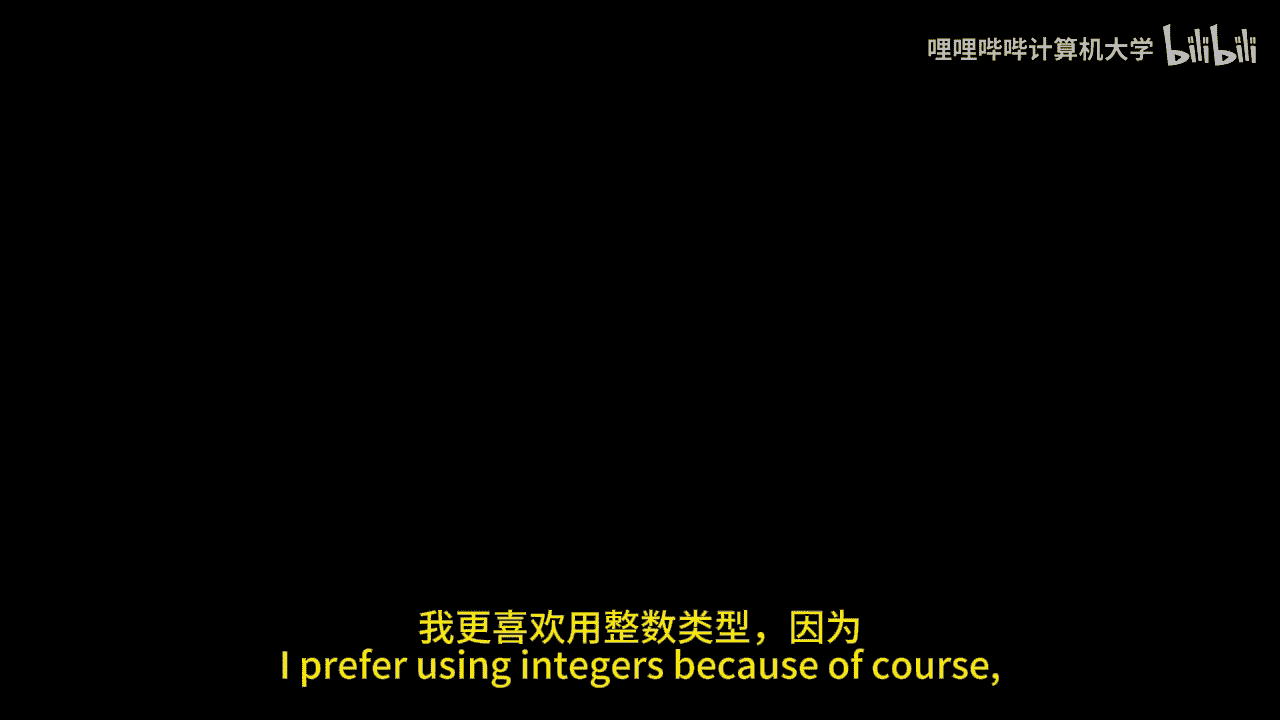 哩哩哔哔计算机大学 bilibili
我更喜欢用整数类型，因为
I prefer using integers because of course,